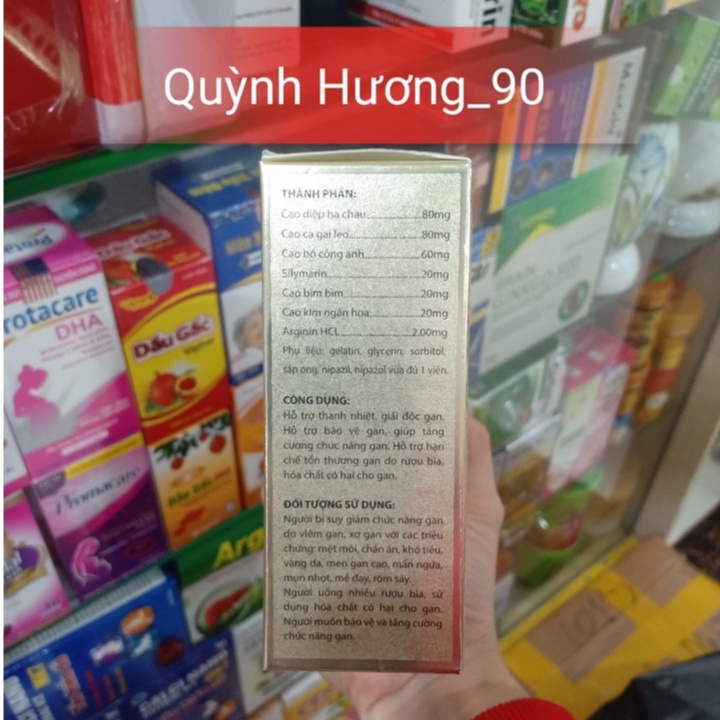 Quỳnh Hương_90
THÀNH PHẦN:
Cao diệp hạ châu..................80mg
Cao cà gai leo..................80mg
Cao bồ công anh..................60mg
Silymarin..................20mg
Cao bìm bìm..................20mg
Cao kim ngân hoa..................20mg
Arginin HCL..................2.00mg
Phụ liệu: gelatin, glycerin, sorbitol,
sáp ong, nipazil, nipazol vừa đủ 1 viên.
CÔNG DỤNG:
Hỗ trợ thanh nhiệt, giải độc gan.
Hỗ trợ bảo vệ gan, giúp tăng
cường chức năng gan. Hỗ trợ hạn
chế tổn thương gan do rượu bia,
hóa chất có hại cho gan.
ĐỐI TƯỢNG SỬ DỤNG:
Người bị suy giảm chức năng gan
do viêm gan, xơ gan với các triệu
chứng: mệt mỏi, chán ăn, khó tiêu,
vàng da, men gan cao, mẩn ngứa,
mụn nhọt, mề đay, rôm sảy.
Người uống nhiều rượu bia, sử
dụng hóa chất có hại cho gan.
Người muốn bảo vệ và tăng cường
chức năng gan.
rotacare
DHA
Dầu Gấc
Dầu Gấc
Promacare